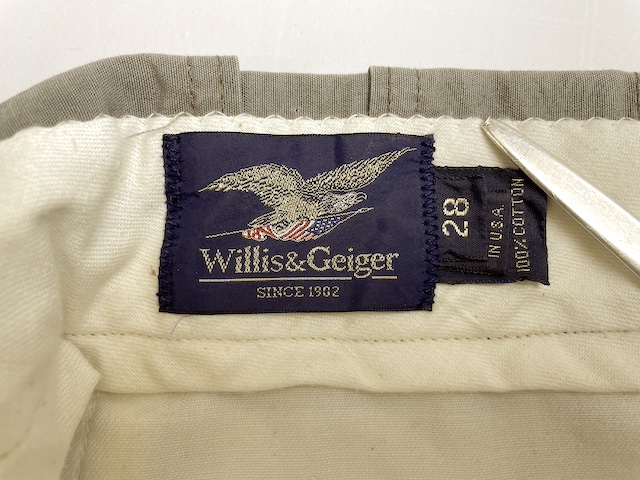 Willis&Geiger
SINCE 1902
28
IN U.S.A.
100% COTTON